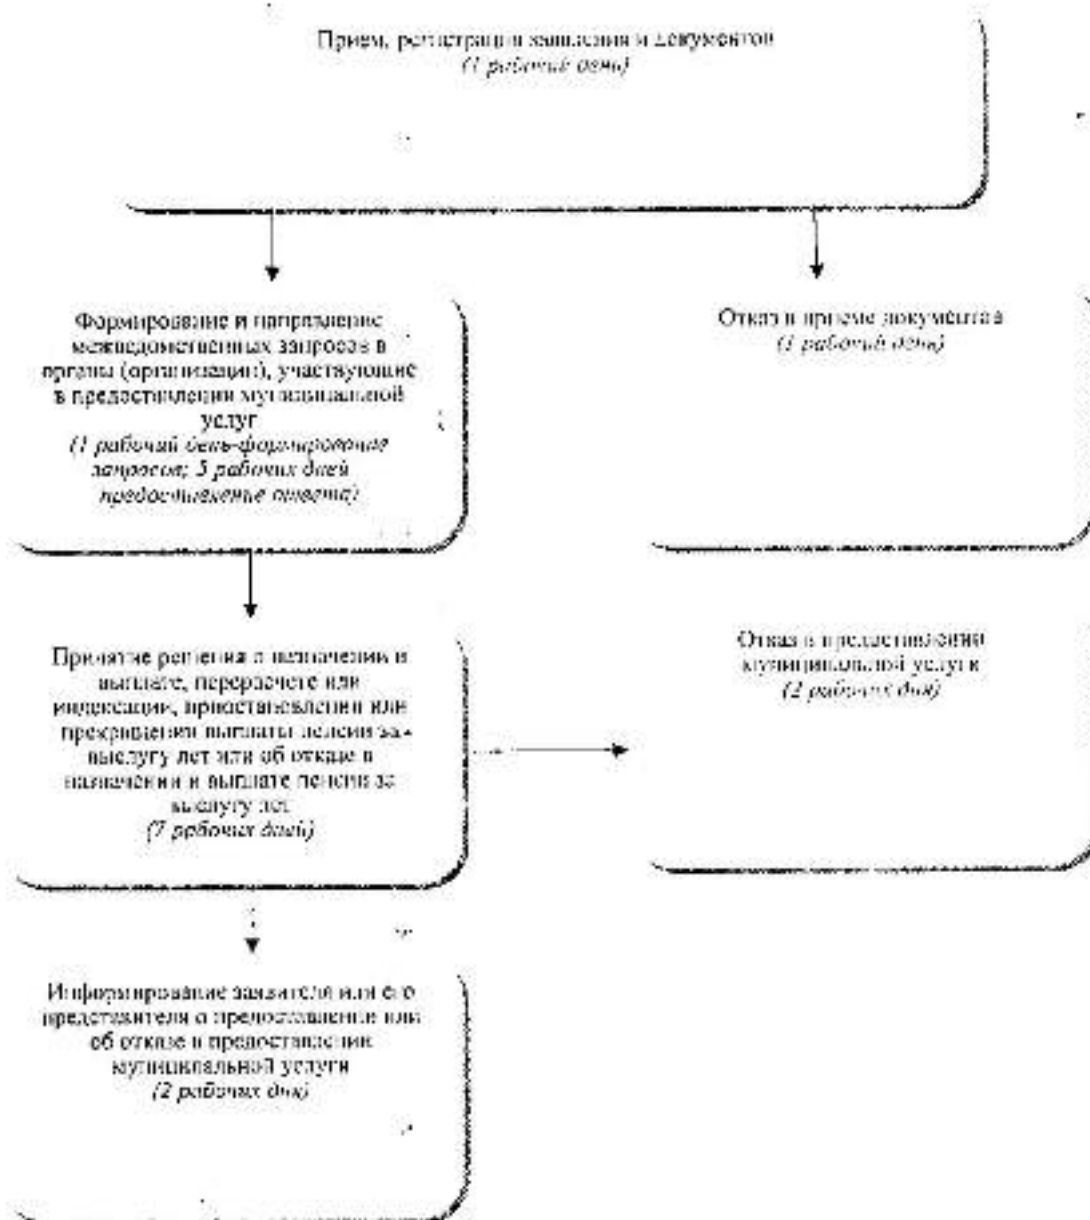 Прием, регистрация заявления и документов
(1 рабочий день)
Формирование и направление
межведомственных запросов в
органы (организации), участвующие
в предоставлении муниципальной
услуг
(1 рабочий день-формирование
запросов; 5 рабочих дней
предоставление ответа)
Отказ в приеме документов
(1 рабочий день)
Принятие решения о назначении и
выплате, перерасчете или
индексации, приостановлении или
прекращении выплаты пенсии за
выслугу лет или об отказе в
назначении и выплате пенсии за
выслугу лет
(7 рабочих дней)
Отказ в предоставлении
муниципальной услуги
(2 рабочих дня)
Информирование заявителя или его
представителя о предоставлении или
об отказе в предоставлении
муниципальной услуги
(2 рабочих дня)